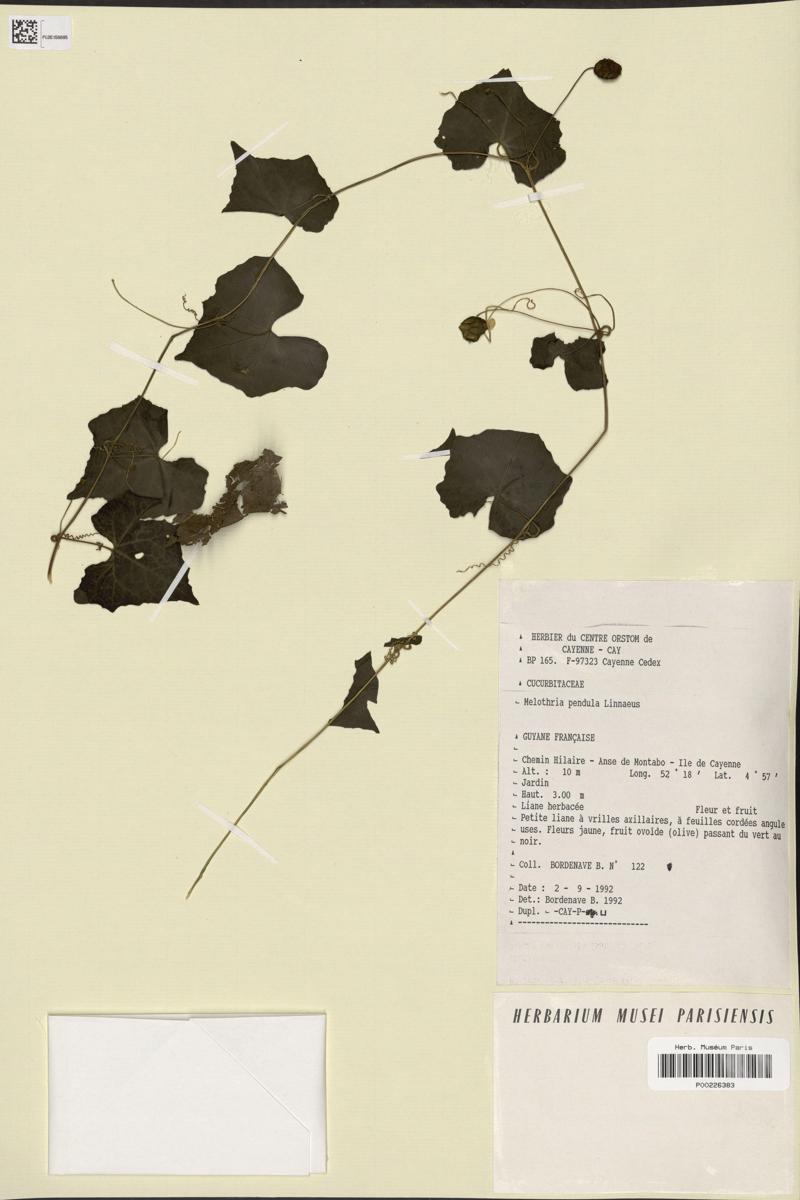 HERBIER du CENTRE ORSTOM de
CAYENNE - CAY
BP 165. F-97323 Cayenne Cedex
CUCURBITACEAE
Melothria pendula Linnaeus
GUYANE FRANÇAISE
Chemin Hilaire - Anse de Montabo - Ile de Cayenne
Alt. : 10 m Long. 52 ° 18 ' Lat. 4 ° 57 '
Jardin
Haut. 3.00 m
Liane herbacée Fleur et fruit
Petite liane à vrilles axillaires, à feuilles cordées angule
uses. Fleurs jaune, fruit ovoïde (olive) passant du vert au
noir.
Coll. BORDENAVE B. N° 122
Date : 2 - 9 - 1992
Det.: Bordenave B. 1992
Dupl. -CAY-P- U
HERBARIUM MUSEI PARISIENSIS
Herb. Muséum Paris
P00226383